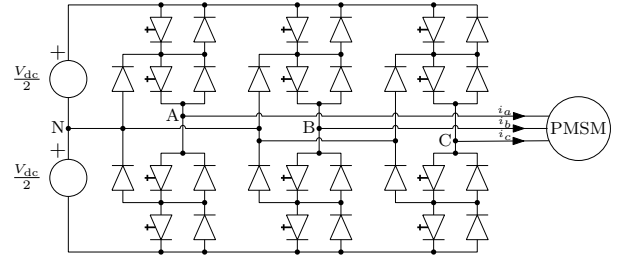 +
V_dc/2
A
i_a
N
B
i_b
PMSM
+
C
i_c
V_dc/2